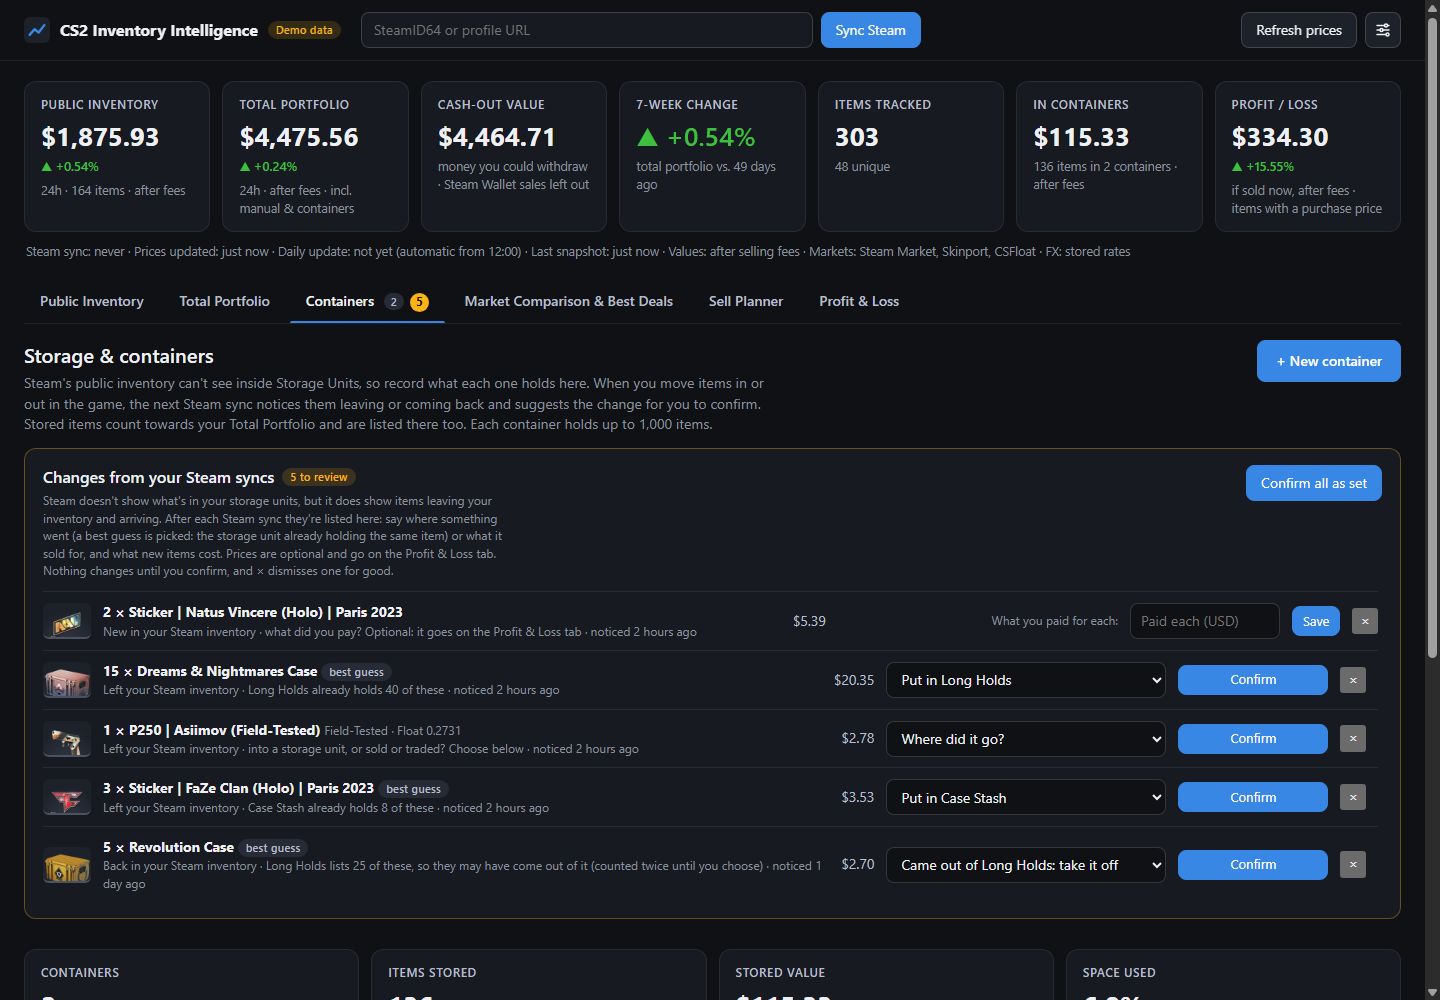 CS2 Inventory Intelligence
Demo data
SteamID64 or profile URL
Sync Steam
Refresh prices
PUBLIC INVENTORY
$1,875.93
▲ +0.54%
24h · 164 items · after fees
TOTAL PORTFOLIO
$4,475.56
▲ +0.24%
24h · after fees · incl.
manual & containers
CASH-OUT VALUE
$4,464.71
money you could withdraw
· Steam Wallet sales left out
7-WEEK CHANGE
▲ +0.54%
total portfolio vs. 49 days
ago
ITEMS TRACKED
303
48 unique
IN CONTAINERS
$115.33
136 items in 2 containers ·
after fees
PROFIT / LOSS
$334.30
▲ +15.55%
if sold now, after fees ·
items with a purchase price
Steam sync: never · Prices updated: just now · Daily update: not yet (automatic from 12:00) · Last snapshot: just now · Values: after selling fees · Markets: Steam Market, Skinport, CSFloat · FX: stored rates
Public Inventory
Total Portfolio
Containers 2 5
Market Comparison & Best Deals
Sell Planner
Profit & Loss
Storage & containers
+ New container
Steam's public inventory can't see inside Storage Units, so record what each one holds here. When you move items in or
out in the game, the next Steam sync notices them leaving or coming back and suggests the change for you to confirm.
Stored items count towards your Total Portfolio and are listed there too. Each container holds up to 1,000 items.
Changes from your Steam syncs
5 to review
Confirm all as set
Steam doesn't show what's in your storage units, but it does show items leaving your
inventory and arriving. After each Steam sync they're listed here: say where something
went (a best guess is picked: the storage unit already holding the same item) or what it
sold for, and what new items cost. Prices are optional and go on the Profit & Loss tab.
Nothing changes until you confirm, and × dismisses one for good.
2 × Sticker | Natus Vincere (Holo) | Paris 2023
New in your Steam inventory · what did you pay? Optional: it goes on the Profit & Loss tab · noticed 2 hours ago
$5.39
What you paid for each:
Paid each (USD)
Save
×
15 × Dreams & Nightmares Case best guess
Left your Steam inventory · Long Holds already holds 40 of these · noticed 2 hours ago
$20.35
Put in Long Holds
Confirm
×
1 × P250 | Asiimov (Field-Tested) Field-Tested · Float 0.2731
Left your Steam inventory · into a storage unit, or sold or traded? Choose below · noticed 2 hours ago
$2.78
Where did it go?
Confirm
×
3 × Sticker | FaZe Clan (Holo) | Paris 2023 best guess
Left your Steam inventory · Case Stash already holds 8 of these · noticed 2 hours ago
$3.53
Put in Case Stash
Confirm
×
5 × Revolution Case best guess
Back in your Steam inventory · Long Holds lists 25 of these, so they may have come out of it (counted twice until you choose) · noticed 1
day ago
$2.70
Came out of Long Holds: take it off
Confirm
×
CONTAINERS
ITEMS STORED
STORED VALUE
SPACE USED